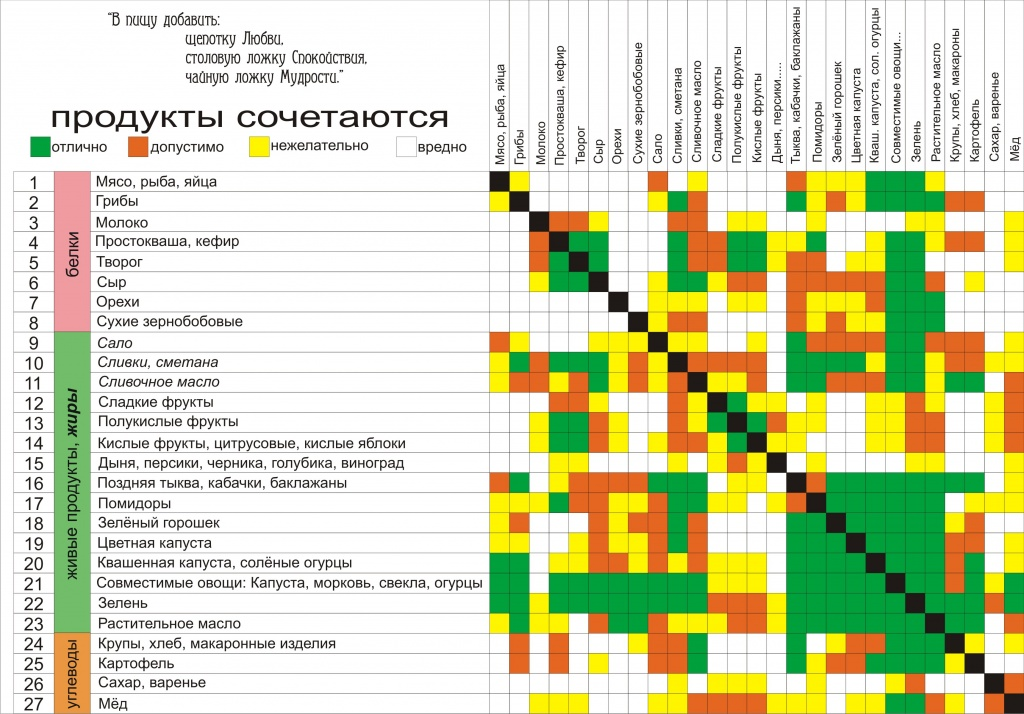 "В пищу добавить:
щепотку Любви,
столовую ложку Спокойствия,
чайную ложку Мудрости."
продукты сочетаются
отлично допустимо нежелательно вредно
Мясо, рыба, яйца
Грибы
Молоко
Простокваша, кефир
Творог
Сыр
Орехи
Сухие зернобобовые
Сало
Сливки, сметана
Сливочное масло
Сладкие фрукты
Полукислые фрукты
Кислые фрукты
Дыня, персики.....
Тыква, кабачки, баклажаны
Помидоры
Зелёный горошек
Цветная капуста
Кваш. капуста, сол. огурцы
Совместимые овощи...
Зелень
Растительное масло
Крупы, хлеб, макароны
Картофель
Сахар, варенье
Мёд
белки
1 Мясо, рыба, яйца
2 Грибы
3 Молоко
4 Простокваша, кефир
5 Творог
6 Сыр
7 Орехи
8 Сухие зернобобовые
живые продукты, жиры
9 Сало
10 Сливки, сметана
11 Сливочное масло
12 Сладкие фрукты
13 Полукислые фрукты
14 Кислые фрукты, цитрусовые, кислые яблоки
15 Дыня, персики, черника, голубика, виноград
16 Поздняя тыква, кабачки, баклажаны
17 Помидоры
18 Зелёный горошек
19 Цветная капуста
20 Квашенная капуста, солёные огурцы
21 Совместимые овощи: Капуста, морковь, свекла, огурцы
22 Зелень
23 Растительное масло
углеводы
24 Крупы, хлеб, макаронные изделия
25 Картофель
26 Сахар, варенье
27 Мёд